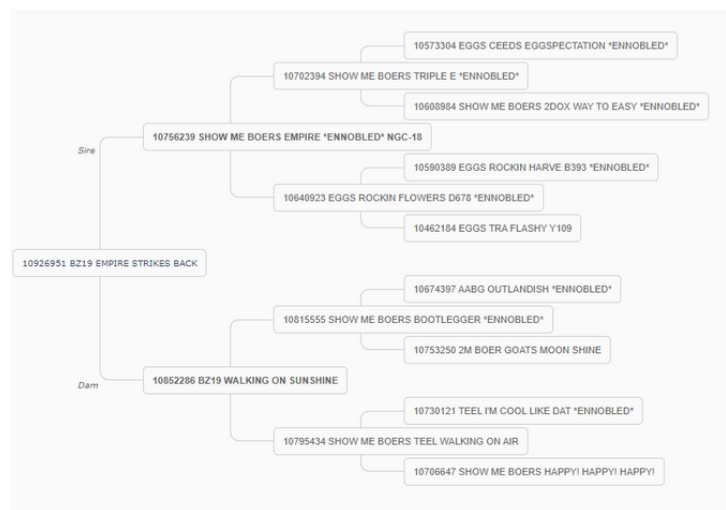 10573304 EGGS CEEDS EGGSPECTATION *ENNOBLED*
10702394 SHOW ME BOERS TRIPLE E *ENNOBLED*
10608984 SHOW ME BOERS 2DOX WAY TO EASY *ENNOBLED*
10756239 SHOW ME BOERS EMPIRE *ENNOBLED* NGC-18
Sire
10590389 EGGS ROCKIN HARVE B393 *ENNOBLED*
10640923 EGGS ROCKIN FLOWERS D678 *ENNOBLED*
10462184 EGGS TRA FLASHY Y109
10926951 BZ19 EMPIRE STRIKES BACK
10674397 AABG OUTLANDISH *ENNOBLED*
10815555 SHOW ME BOERS BOOTLEGGER *ENNOBLED*
10753250 2M BOER GOATS MOON SHINE
10852286 BZ19 WALKING ON SUNSHINE
Dam
10730121 TEEL I'M COOL LIKE DAT *ENNOBLED*
10795434 SHOW ME BOERS TEEL WALKING ON AIR
10706647 SHOW ME BOERS HAPPY! HAPPY! HAPPY!